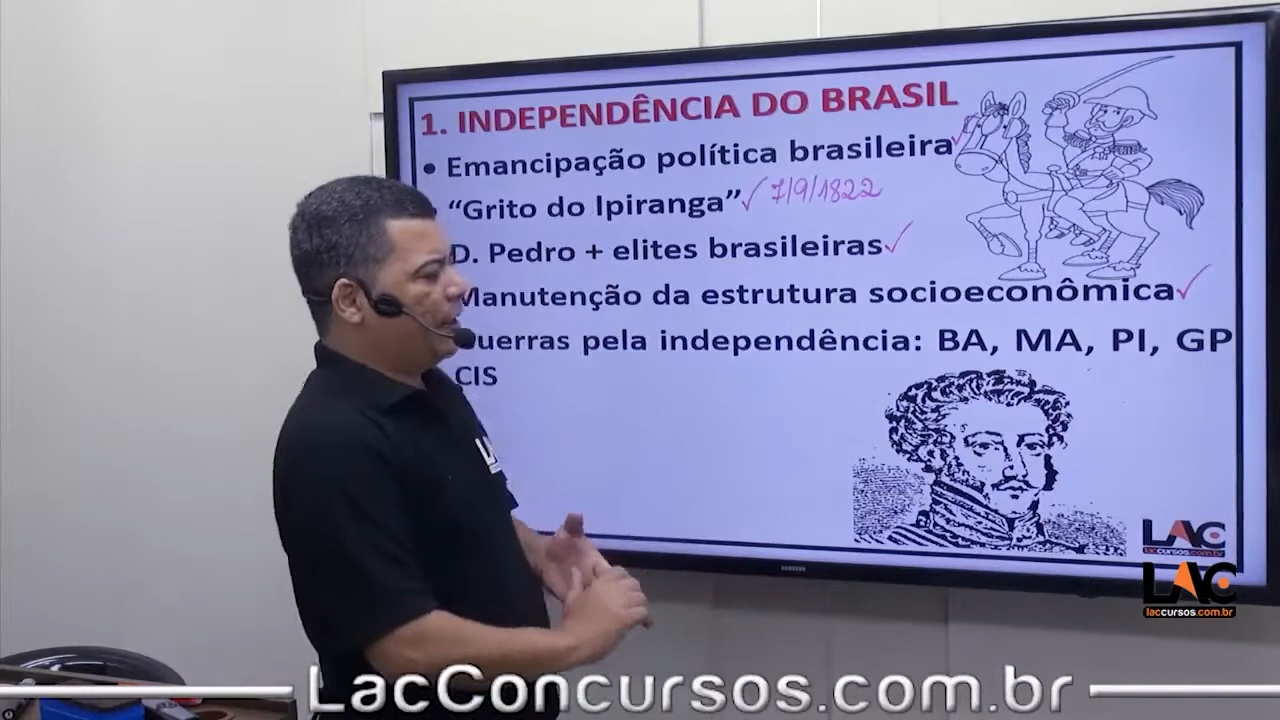 1. INDEPENDÊNCIA DO BRASIL
• Emancipação política brasileira
“Grito do Ipiranga” 7/9/1822
D. Pedro + elites brasileiras
Manutenção da estrutura socioeconômica
uerras pela independência: BA, MA, PI, GP
CIS
LAC
laccursos.com.br
SAMSUNG
LAC
laccursos.com.br
LacConcursos.com.br